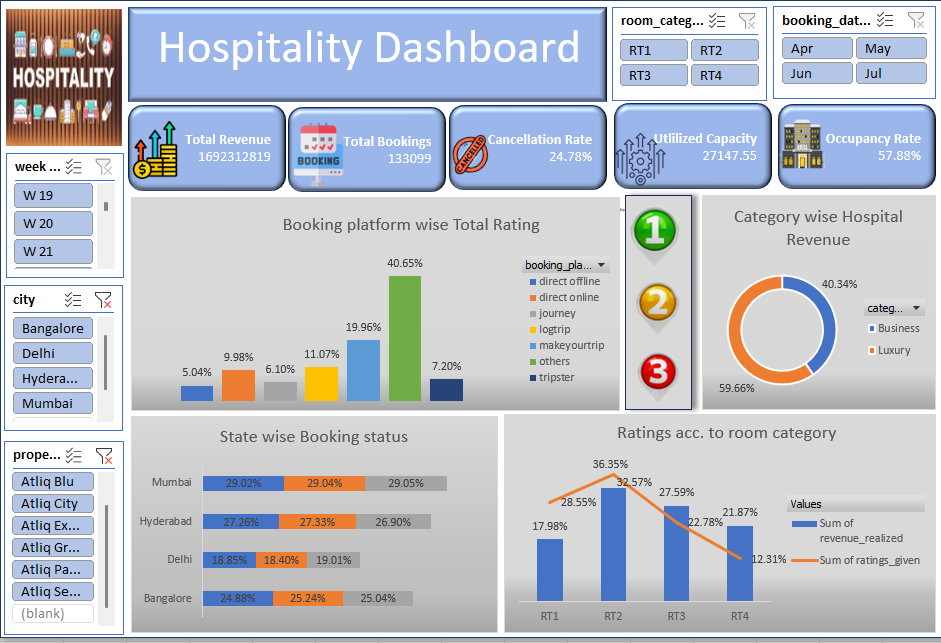 HOSPITALITY
Hospitality Dashboard
room_categ...
RT1
RT2
RT3
RT4
booking_dat...
Apr
May
Jun
Jul
Total Revenue
1692312819
BOOKING
Total Bookings
133099
CANCELLED
Cancellation Rate
24.78%
Utlilized Capacity
27147.55
Occupancy Rate
57.88%
week ...
W 19
W 20
W 21
city
Bangalore
Delhi
Hydera...
Mumbai
prope...
Atliq Blu
Atliq City
Atliq Ex...
Atliq Gr...
Atliq Pa...
Atliq Se...
(blank)
Booking platform wise Total Rating
5.04%
9.98%
6.10%
11.07%
19.96%
40.65%
7.20%
booking_pla...
direct offline
direct online
journey
logtrip
makeyourtrip
others
tripster
1
2
3
Category wise Hospital
Revenue
40.34%
59.66%
categ...
Business
Luxury
State wise Booking status
Mumbai
29.02%
29.04%
29.05%
Hyderabad
27.26%
27.33%
26.90%
Delhi
18.85%
18.40%
19.01%
Bangalore
24.88%
25.24%
25.04%
Ratings acc. to room category
17.98%
28.55%
36.35%
32.57%
27.59%
22.78%
21.87%
12.31%
RT1
RT2
RT3
RT4
Values
Sum of
revenue_realized
Sum of ratings_given